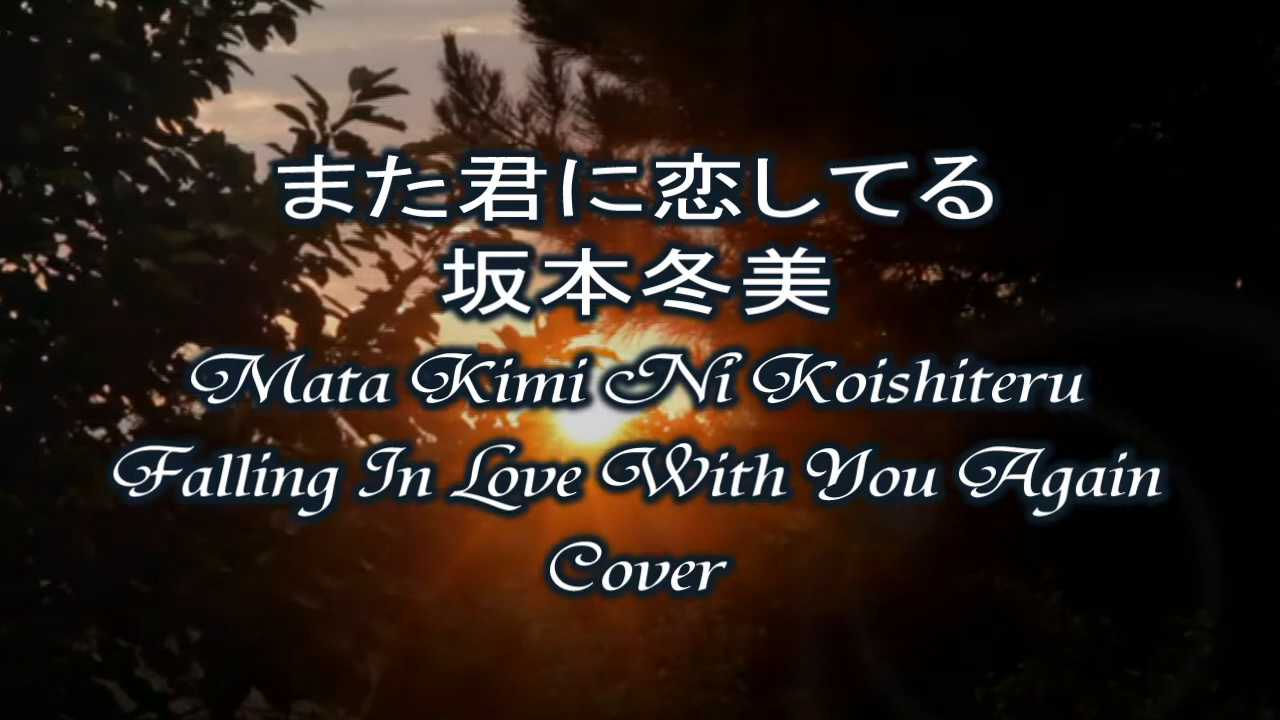 また君に恋してる
坂本冬美
Mata Kimi Ni Koishiteru
Falling In Love With You Again
Cover